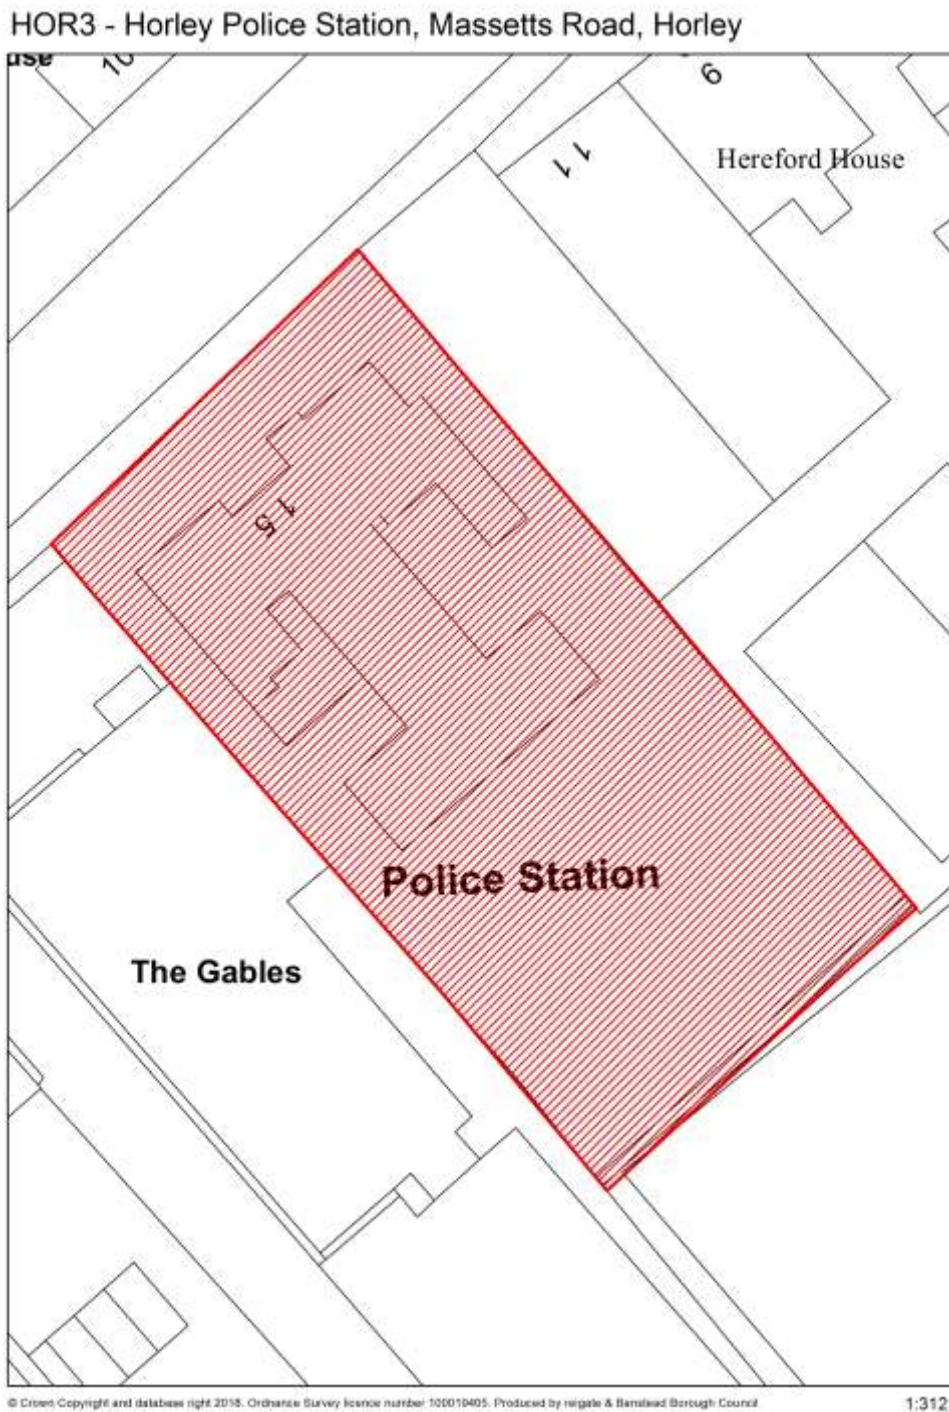 HOR3 - Horley Police Station, Massetts Road, Horley
use
10
9
11
Hereford House
15
Police Station
The Gables
© Crown Copyright and database right 2018. Ordnance Survey licence number 100019405. Produced by reigate & Banstead Borough Council
1:312